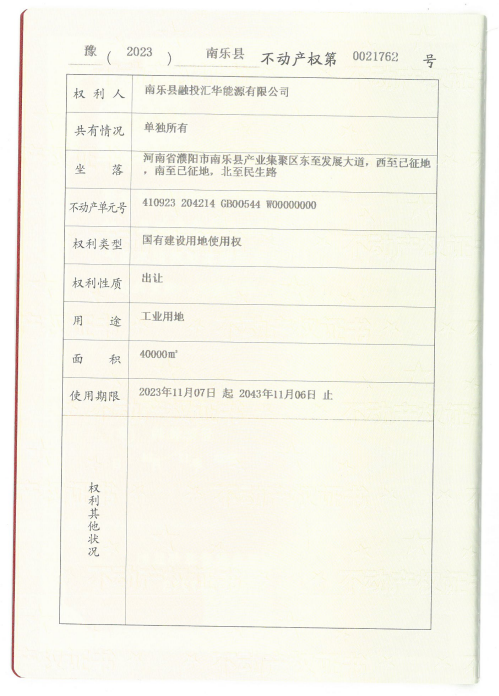 豫 ( 2023 ) 南乐县 不动产权第 0021762 号
权利人 南乐县融投汇华能源有限公司
共有情况 单独所有
坐落 河南省濮阳市南乐县产业集聚区东至发展大道，西至已征地
，南至已征地，北至民生路
不动产单元号 410923 204214 GB00544 W00000000
权利类型 国有建设用地使用权
权利性质 出让
用途 工业用地
面积 40000㎡
使用期限 2023年11月07日 起 2043年11月06日 止
权利其他状况